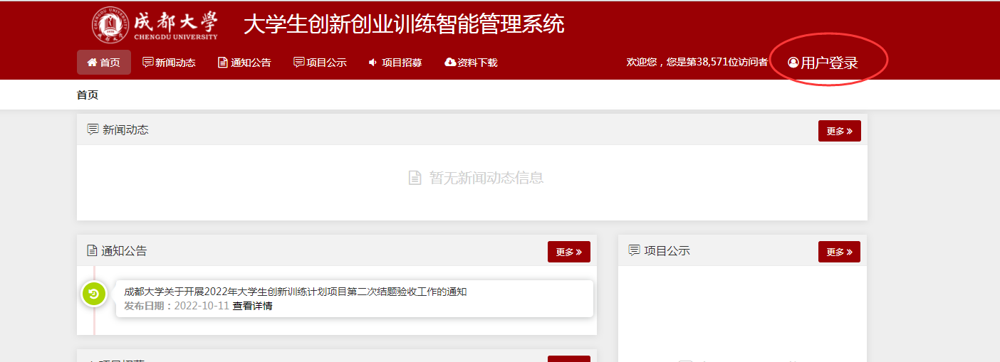 成都大學
CHENGDU UNIVERSITY
大学生创新创业训练智能管理系统
首页 新闻动态 通知公告 项目公示 项目招募 资料下载 欢迎您，您是第38,571位访问者 用户登录
首页
新闻动态 更多
暂无新闻动态信息
通知公告 更多 项目公示 更多
成都大学关于开展2022年大学生创新训练计划项目第二次结题验收工作的通知
发布日期：2022-10-11 查看详情